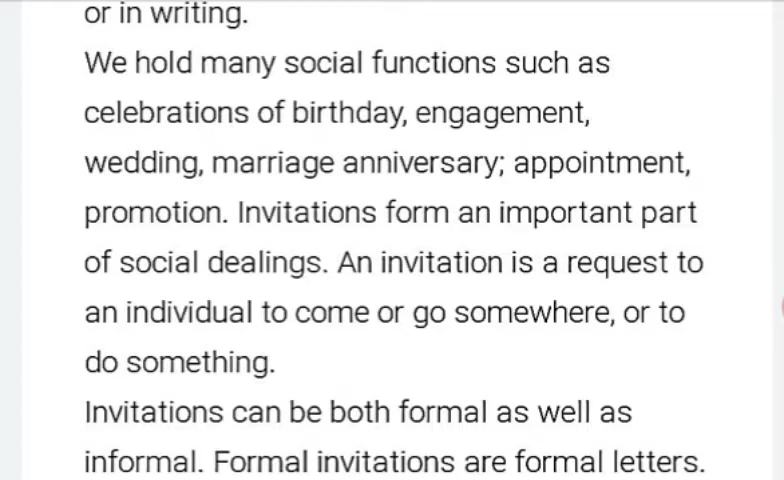 or in writing.
We hold many social functions such as
celebrations of birthday, engagement,
wedding, marriage anniversary; appointment,
promotion. Invitations form an important part
of social dealings. An invitation is a request to
an individual to come or go somewhere, or to
do something.
Invitations can be both formal as well as
informal. Formal invitations are formal letters.